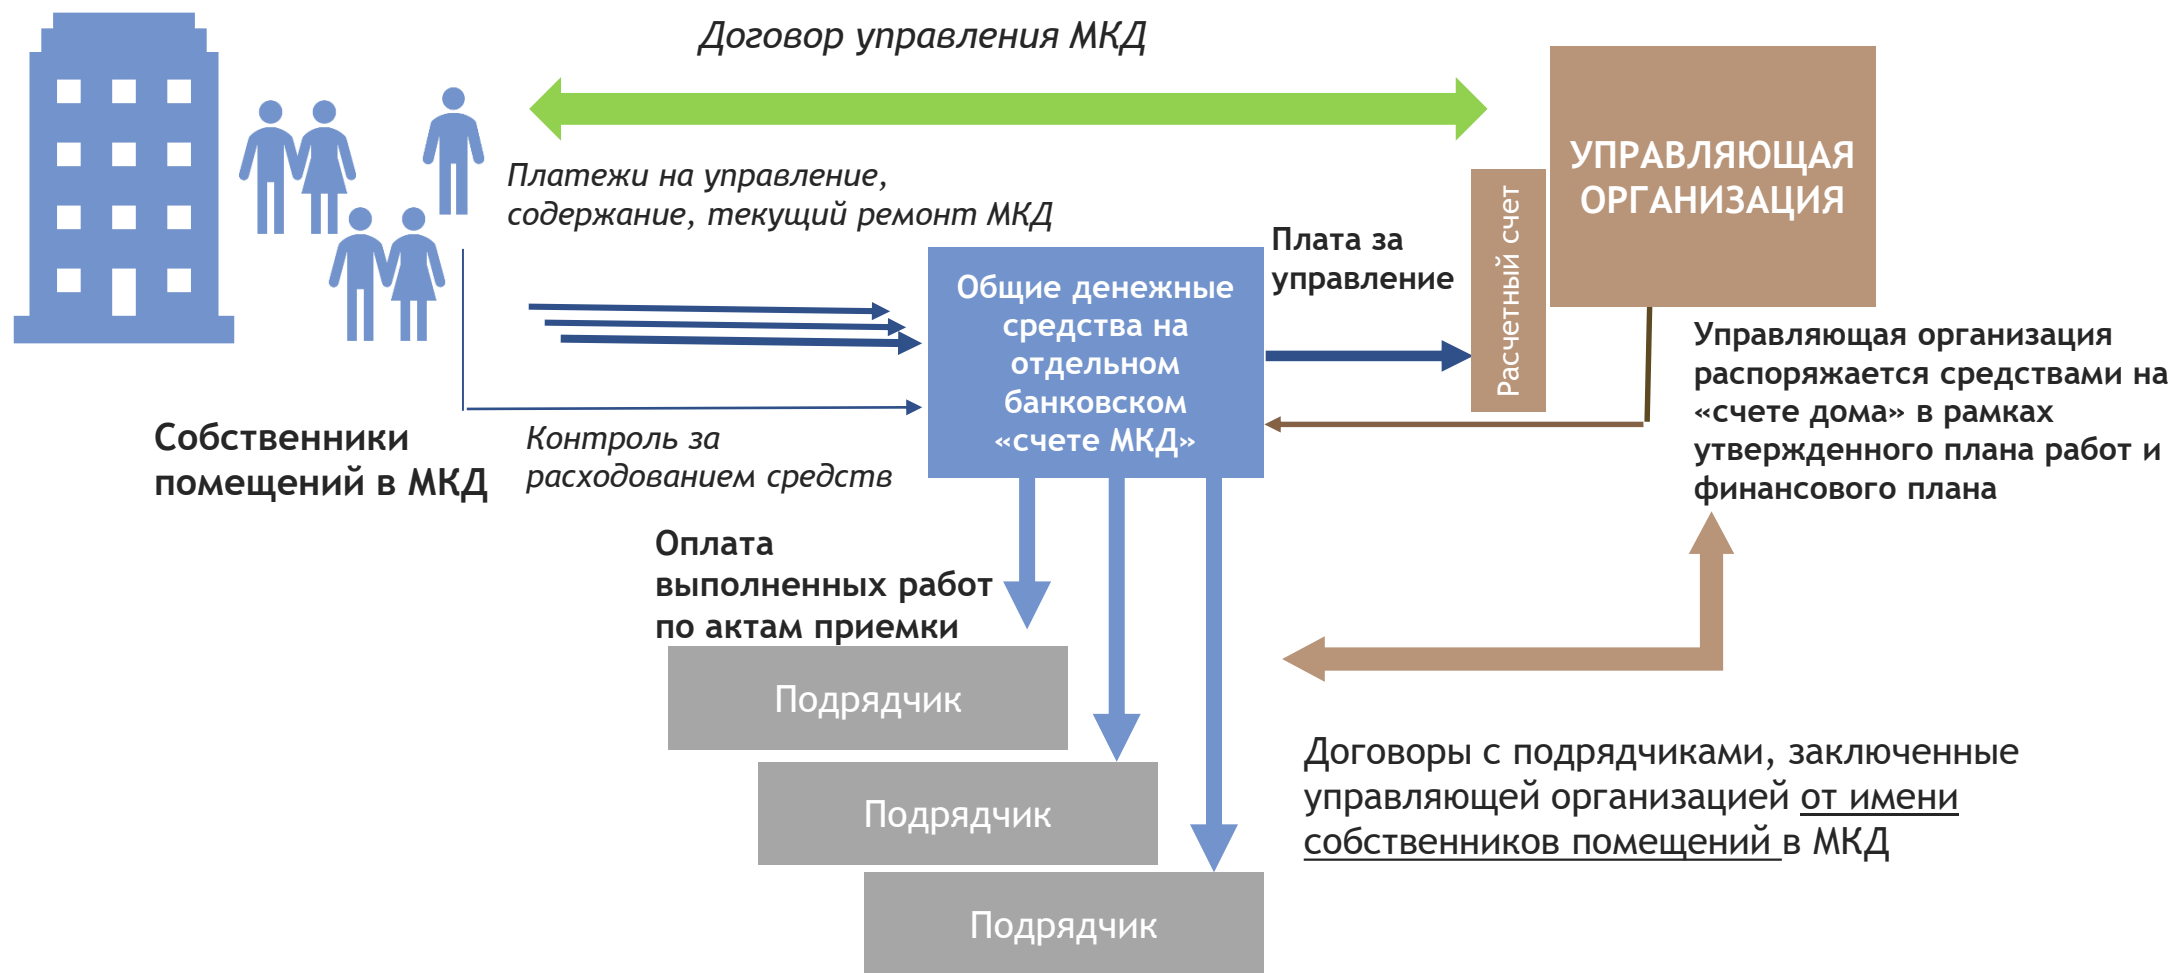 Договор управления МКД
УПРАВЛЯЮЩАЯ
ОРГАНИЗАЦИЯ
Платежи на управление,
содержание, текущий ремонт МКД
Плата за
управление
Расчетный счет
Общие денежные
средства на
отдельном
банковском
«счете МКД»
Управляющая организация
распоряжается средствами на
«счете дома» в рамках
утвержденного плана работ и
финансового плана
Собственники
помещений в МКД
Контроль за
расходованием средств
Оплата
выполненных работ
по актам приемки
Подрядчик
Подрядчик
Подрядчик
Договоры с подрядчиками, заключенные
управляющей организацией от имени
собственников помещений в МКД